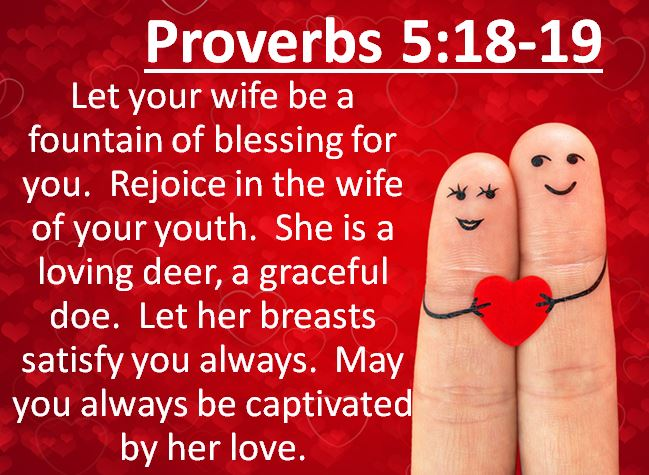 Proverbs 5:18-19
Let your wife be a
fountain of blessing for
you.  Rejoice in the wife
of your youth.  She is a
loving deer, a graceful
doe.  Let her breasts
satisfy you always.  May
you always be captivated
by her love.